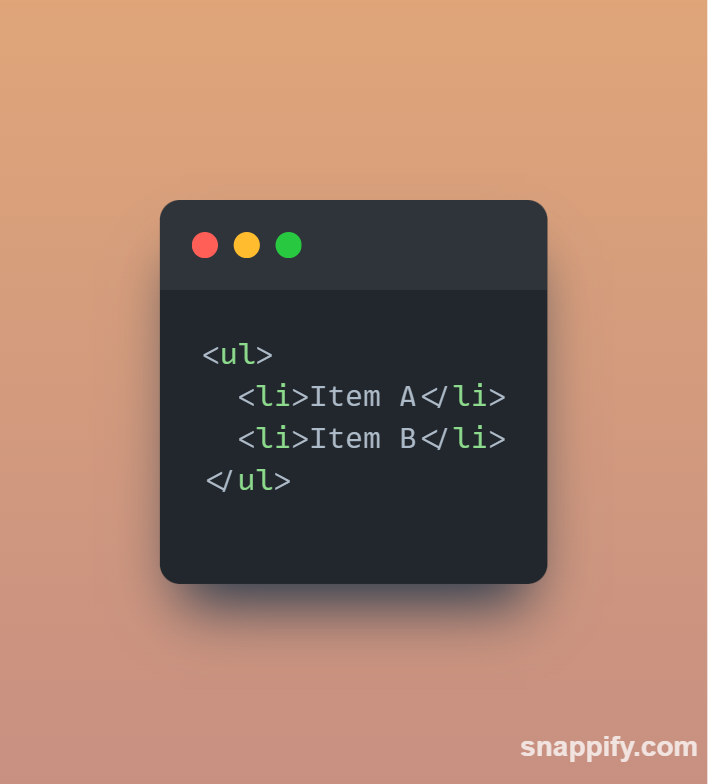 <ul>
  <li>Item A</li>
  <li>Item B</li>
</ul>
snappify.com